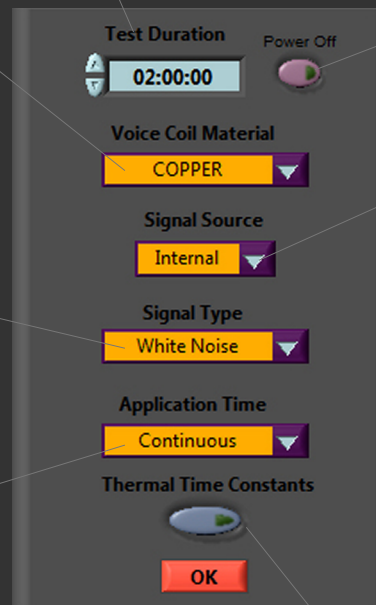 Test Duration
Power Off
02:00:00
Voice Coil Material
COPPER
Signal Source
Internal
Signal Type
White Noise
Application Time
Continuous
Thermal Time Constants
OK